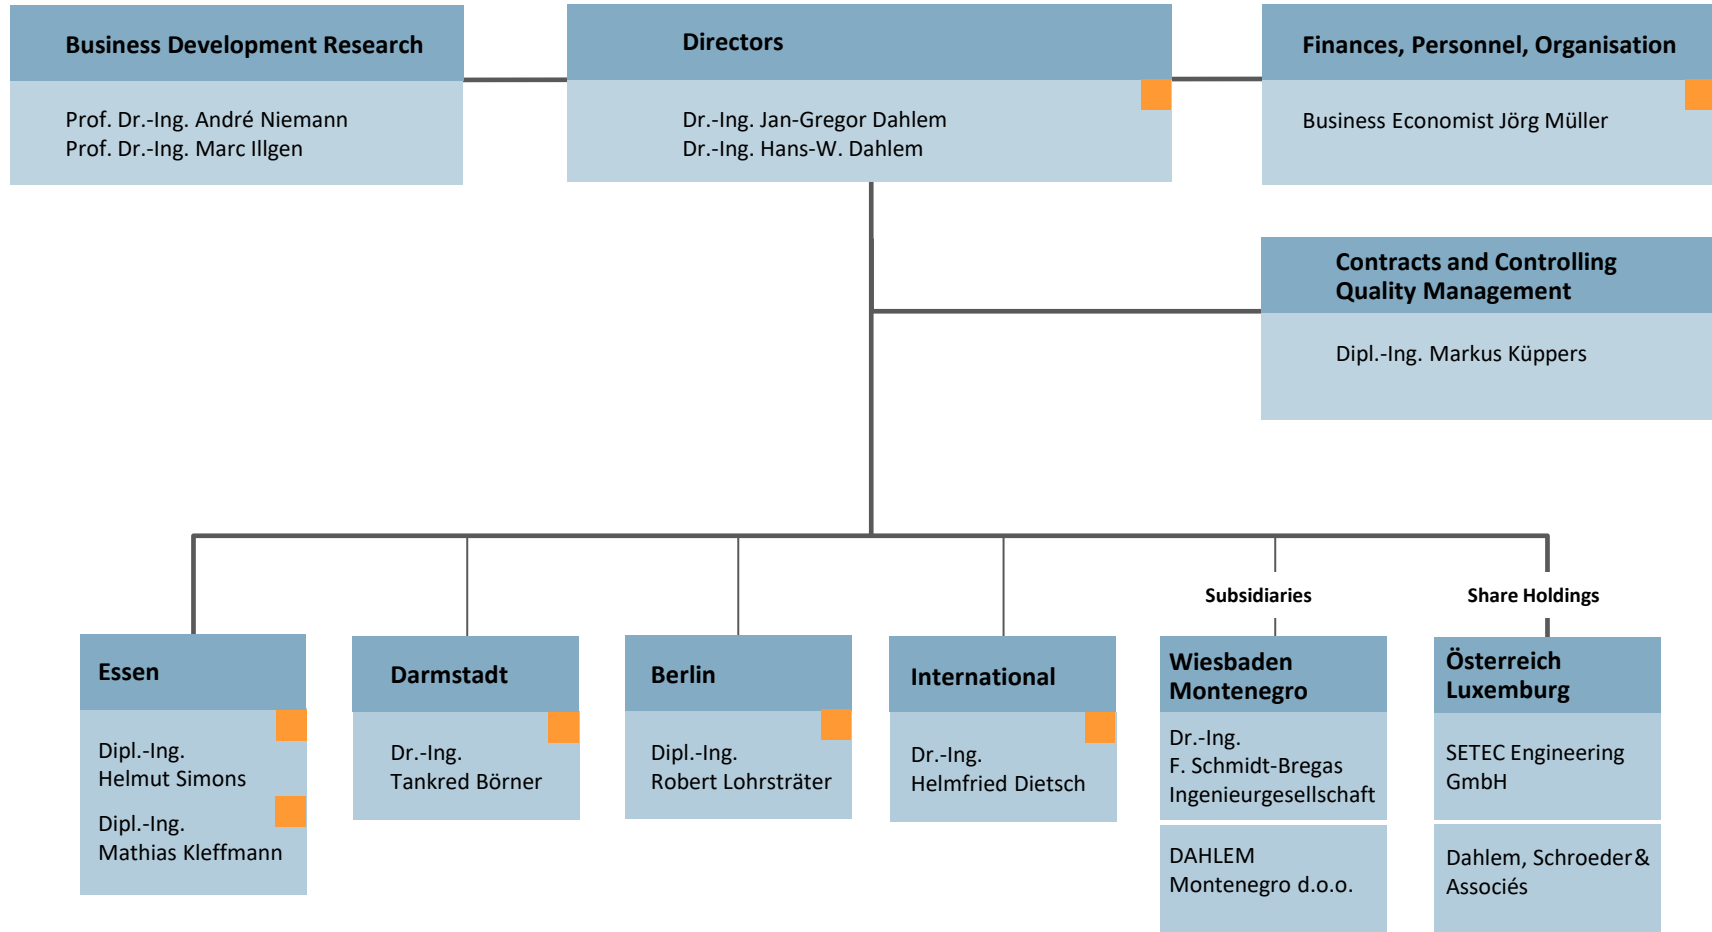 Business Development Research
Prof. Dr.-Ing. André Niemann
Prof. Dr.-Ing. Marc Illgen
Directors
Dr.-Ing. Jan-Gregor Dahlem
Dr.-Ing. Hans-W. Dahlem
Finances, Personnel, Organisation
Business Economist Jörg Müller
Contracts and Controlling
Quality Management
Dipl.-Ing. Markus Küppers
Essen
Dipl.-Ing.
Helmut Simons
Dipl.-Ing.
Mathias Kleffmann
Darmstadt
Dr.-Ing.
Tankred Börner
Berlin
Dipl.-Ing.
Robert Lohrsträter
International
Dr.-Ing.
Helmfried Dietsch
Subsidiaries
Wiesbaden
Montenegro
Dr.-Ing.
F. Schmidt-Bregas
Ingenieurgesellschaft
DAHLEM
Montenegro d.o.o.
Share Holdings
Österreich
Luxemburg
SETEC Engineering
GmbH
Dahlem, Schroeder &
Associés